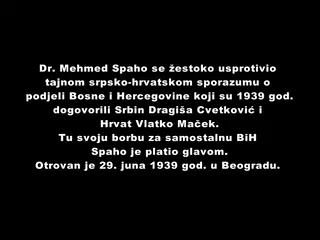 Dr. Mehmed Spaho se žestoko usprotivio
tajnom srpsko-hrvatskom sporazumu o
podjeli Bosne i Hercegovine koji su 1939 god.
dogovorili Srbin Dragiša Cvetković i
Hrvat Vlatko Maček.
Tu svoju borbu za samostalnu BiH
Spaho je platio glavom.
Otrovan je 29. juna 1939 god. u Beogradu.